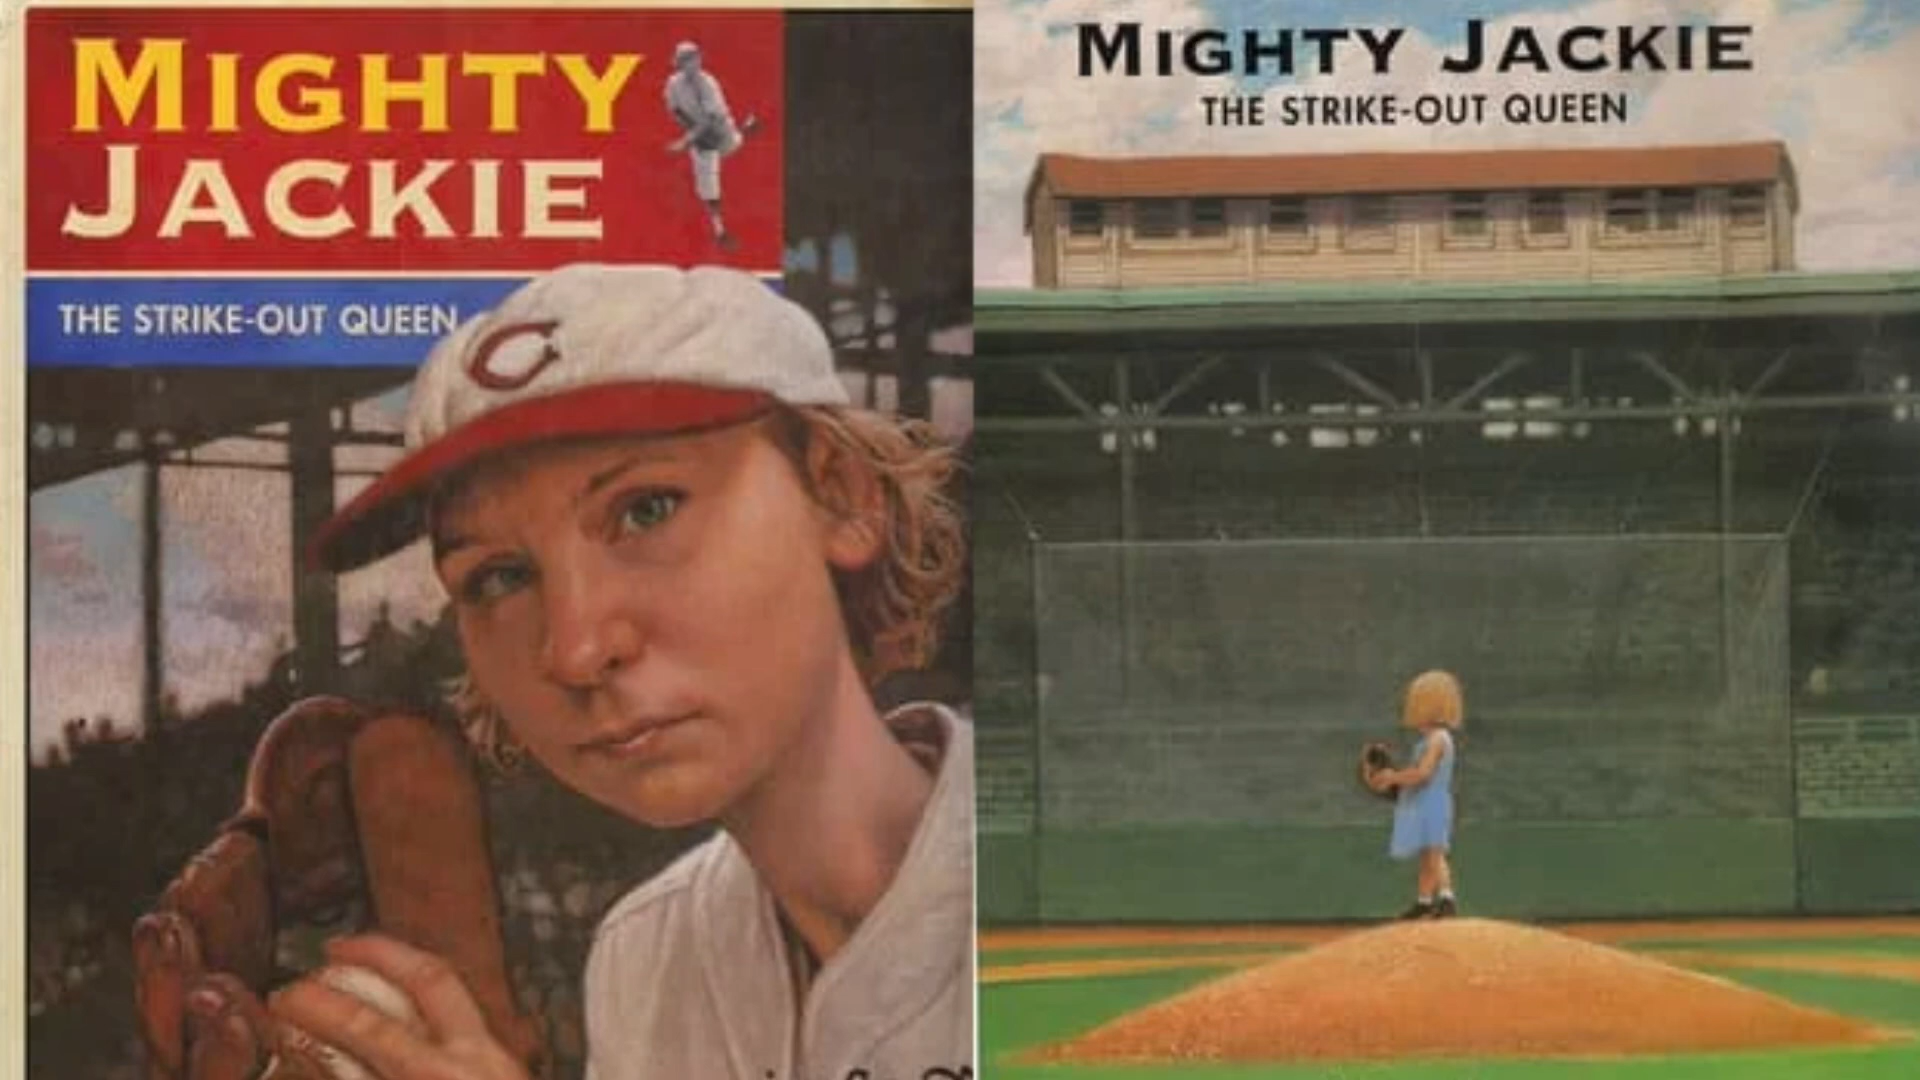 MIGHTY
JACKIE
THE STRIKE-OUT QUEEN
C
MIGHTY JACKIE
THE STRIKE-OUT QUEEN